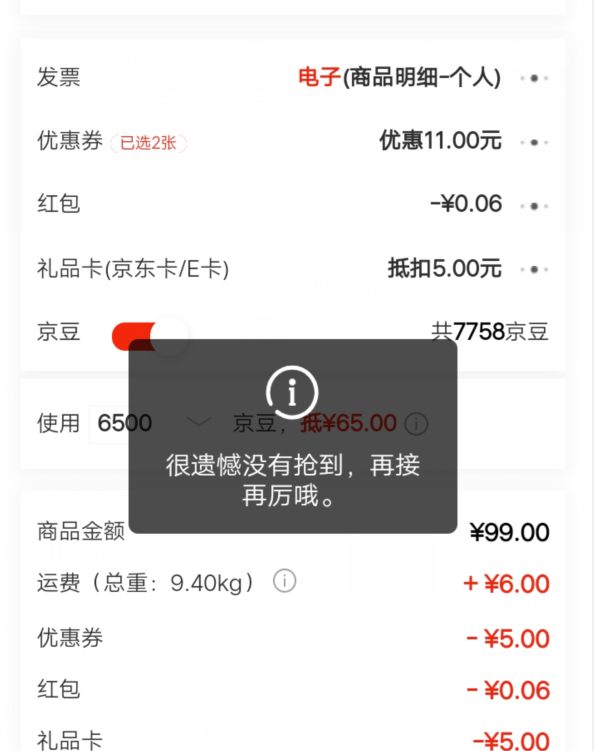 发票 电子(商品明细-个人)
优惠券 已选2张 优惠11.00元
红包 -¥0.06
礼品卡(京东卡/E卡) 抵扣5.00元
京豆 共7758京豆
使用 6500 京豆，抵¥65.00
很遗憾没有抢到，再接
再厉哦。
商品金额 ¥99.00
运费（总重：9.40kg） + ¥6.00
优惠券 - ¥5.00
红包 - ¥0.06
礼品卡 -¥5.00